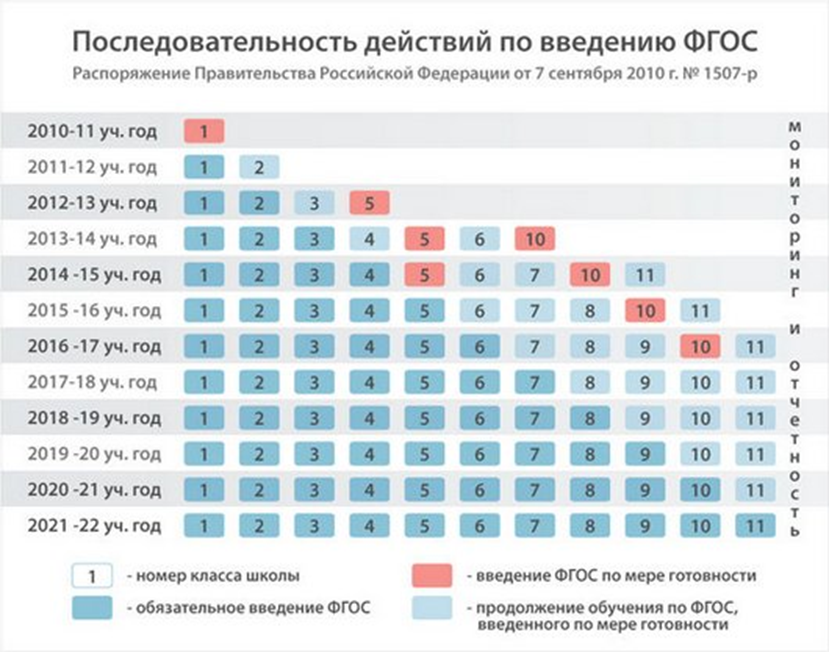 Последовательность действий по введению ФГОС
Распоряжение Правительства Российской Федерации от 7 сентября 2010 г. № 1507-р
2010-11 уч. год 1
2011-12 уч. год 1 2
2012-13 уч. год 1 2 3 5
2013-14 уч. год 1 2 3 4 5 6 10
2014 -15 уч. год 1 2 3 4 5 6 7 10 11
2015 -16 уч. год 1 2 3 4 5 6 7 8 10 11
2016 -17 уч. год 1 2 3 4 5 6 7 8 9 10 11
2017-18 уч. год 1 2 3 4 5 6 7 8 9 10 11
2018 -19 уч. год 1 2 3 4 5 6 7 8 9 10 11
2019 -20 уч. год 1 2 3 4 5 6 7 8 9 10 11
2020 -21 уч. год 1 2 3 4 5 6 7 8 9 10 11
2021 -22 уч. год 1 2 3 4 5 6 7 8 9 10 11
мониторинг и отчетность
1 - номер класса школы
- обязательное введение ФГОС
- введение ФГОС по мере готовности
- продолжение обучения по ФГОС,
введенного по мере готовности